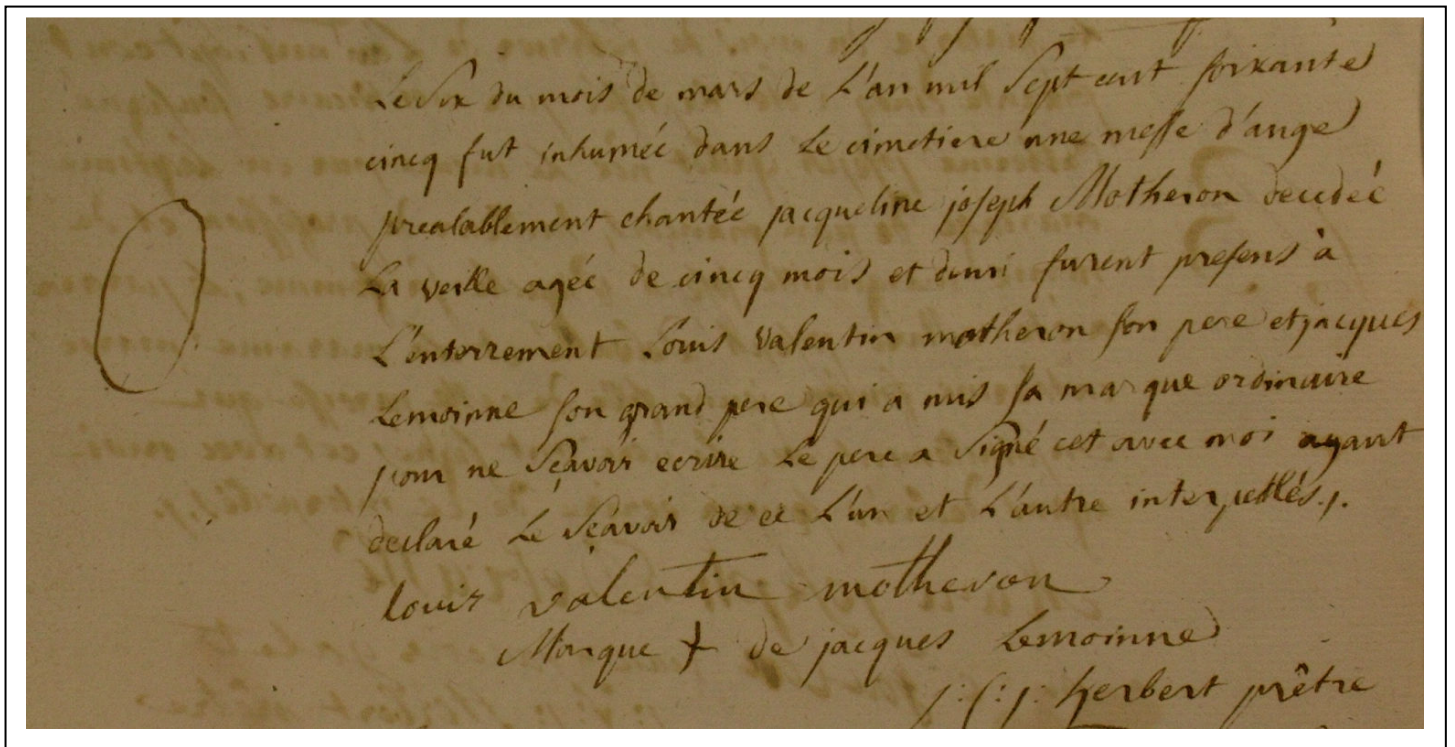 Le Six du mois de mars de L'an mil Sept cent soixante
cincq fut inhumée dans Le cimetiere une messe d'ange
prealablement chantée jacqueline joseph Motheron decedée
La veille agée de cincq mois et demi furent presens à
L'enterrement Louis Valentin motheron son pere et jacques
Lemoinne son grand pere qui a mis sa marque ordinaire
pour ne Sçavoir ecrire Le pere a Signé cet avec moi ayant
declaré Le Sçavoir de ce L'un et L'autre interpellés ./.
louis valentin motheron
Marque + de jacques Lemoinne
herbert prêtre